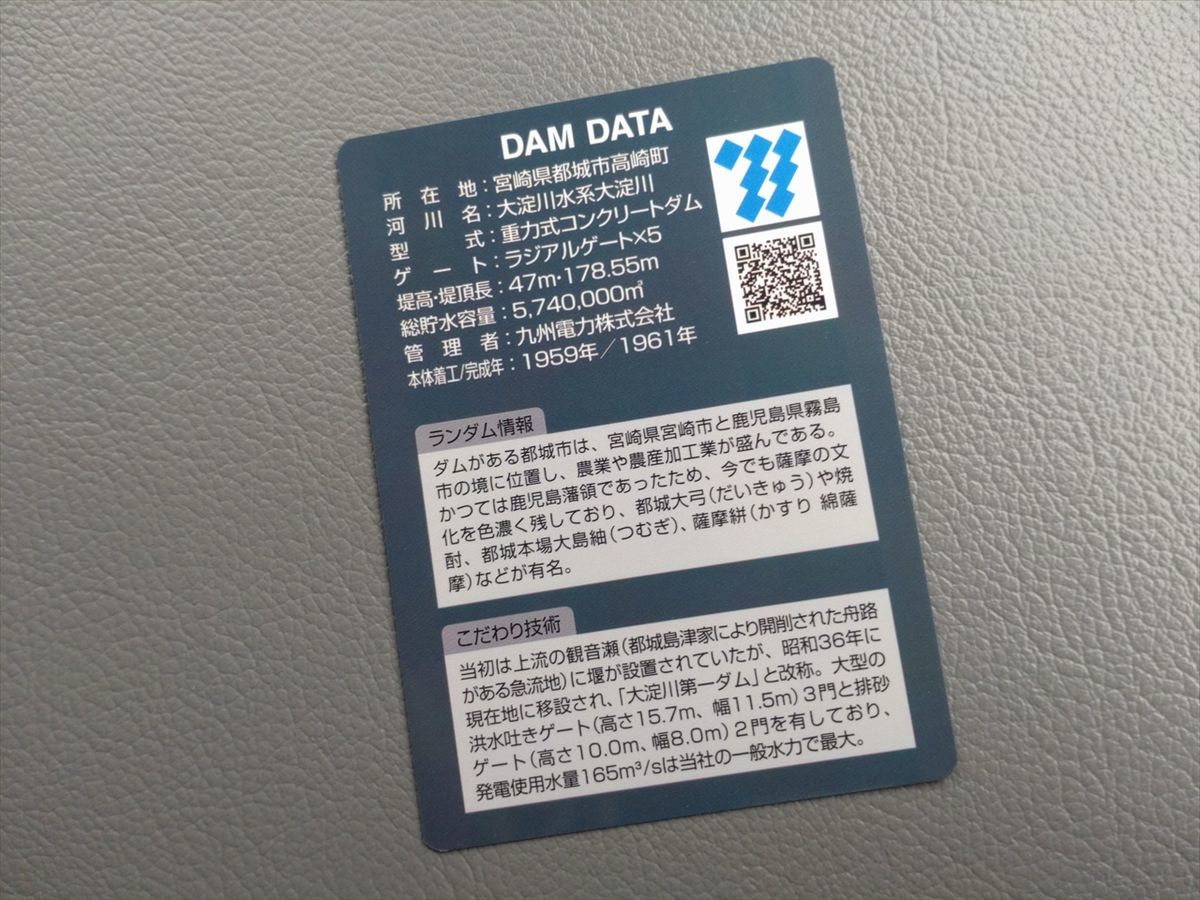 DAM DATA
所在地:宮崎県都城市高崎町
河川名:大淀川水系大淀川
型式:重力式コンクリートダム
ゲート:ラジアルゲート×5
堤高・堤頂長:47m・178.55m
総貯水容量:5,740,000㎥
管理者:九州電力株式会社
本体着工/完成年:1959年/1961年
ランダム情報
ダムがある都城市は、宮崎県宮崎市と鹿児島県霧島
市の境に位置し、農業や農産加工業が盛んである。
かつては鹿児島藩領であったため、今でも薩摩の文
化を色濃く残しており、都城大弓(だいきゅう)や焼
酎、都城本場大島紬(つむぎ)、薩摩絣(かすり 綿薩
摩)などが有名。
こだわり技術
当初は上流の観音瀬(都城島津家により開削された舟路
がある急流地)に堰が設置されていたが、昭和36年に
現在地に移設され、「大淀川第一ダム」と改称。大型の
洪水吐きゲート(高さ15.7m、幅11.5m)3門と排砂
ゲート(高さ10.0m、幅8.0m)2門を有しており、
発電使用水量165m³/sは当社の一般水力で最大。